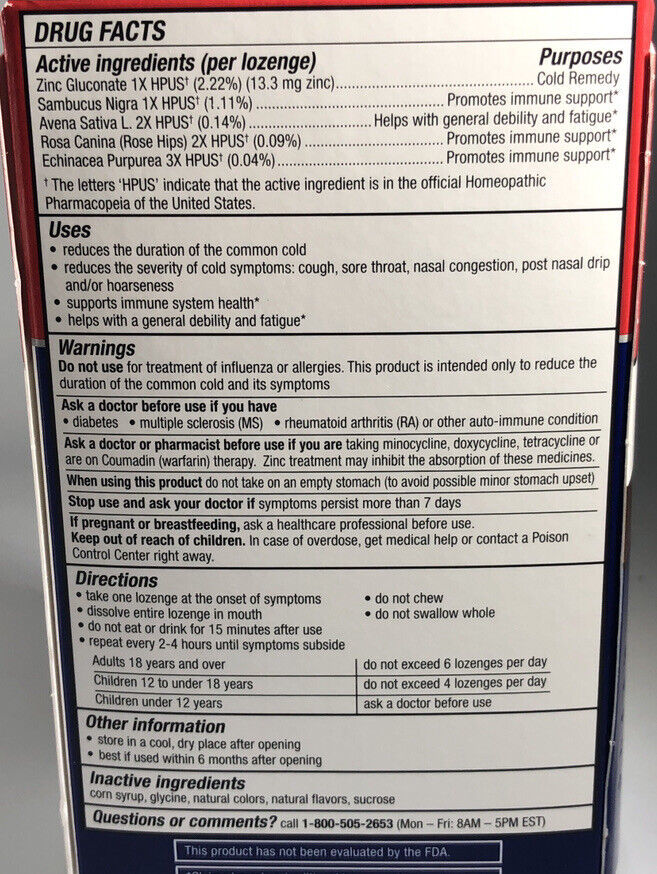 DRUG FACTS
Active ingredients (per lozenge) Purposes
Zinc Gluconate 1X HPUS† (2.22%) (13.3 mg zinc)............................................... Cold Remedy
Sambucus Nigra 1X HPUS† (1.11%) ............................................. Promotes immune support*
Avena Sativa L. 2X HPUS† (0.14%) .............................. Helps with general debility and fatigue*
Rosa Canina (Rose Hips) 2X HPUS† (0.09%) ................................. Promotes immune support*
Echinacea Purpurea 3X HPUS† (0.04%)........................................ Promotes immune support*
† The letters ‘HPUS’ indicate that the active ingredient is in the official Homeopathic
Pharmacopeia of the United States.
Uses
• reduces the duration of the common cold
• reduces the severity of cold symptoms: cough, sore throat, nasal congestion, post nasal drip
and/or hoarseness
• supports immune system health*
• helps with a general debility and fatigue*
Warnings
Do not use for treatment of influenza or allergies. This product is intended only to reduce the
duration of the common cold and its symptoms
Ask a doctor before use if you have
• diabetes • multiple sclerosis (MS) • rheumatoid arthritis (RA) or other auto-immune condition
Ask a doctor or pharmacist before use if you are taking minocycline, doxycycline, tetracycline or
are on Coumadin (warfarin) therapy. Zinc treatment may inhibit the absorption of these medicines.
When using this product do not take on an empty stomach (to avoid possible minor stomach upset)
Stop use and ask your doctor if symptoms persist more than 7 days
If pregnant or breastfeeding, ask a healthcare professional before use.
Keep out of reach of children. In case of overdose, get medical help or contact a Poison
Control Center right away.
Directions
• take one lozenge at the onset of symptoms • do not chew
• dissolve entire lozenge in mouth • do not swallow whole
• do not eat or drink for 15 minutes after use
• repeat every 2-4 hours until symptoms subside
Adults 18 years and over do not exceed 6 lozenges per day
Children 12 to under 18 years do not exceed 4 lozenges per day
Children under 12 years ask a doctor before use
Other information
• store in a cool, dry place after opening
• best if used within 6 months after opening
Inactive ingredients
corn syrup, glycine, natural colors, natural flavors, sucrose
Questions or comments? call 1-800-505-2653 (Mon – Fri: 8AM – 5PM EST)
This product has not been evaluated by the FDA.